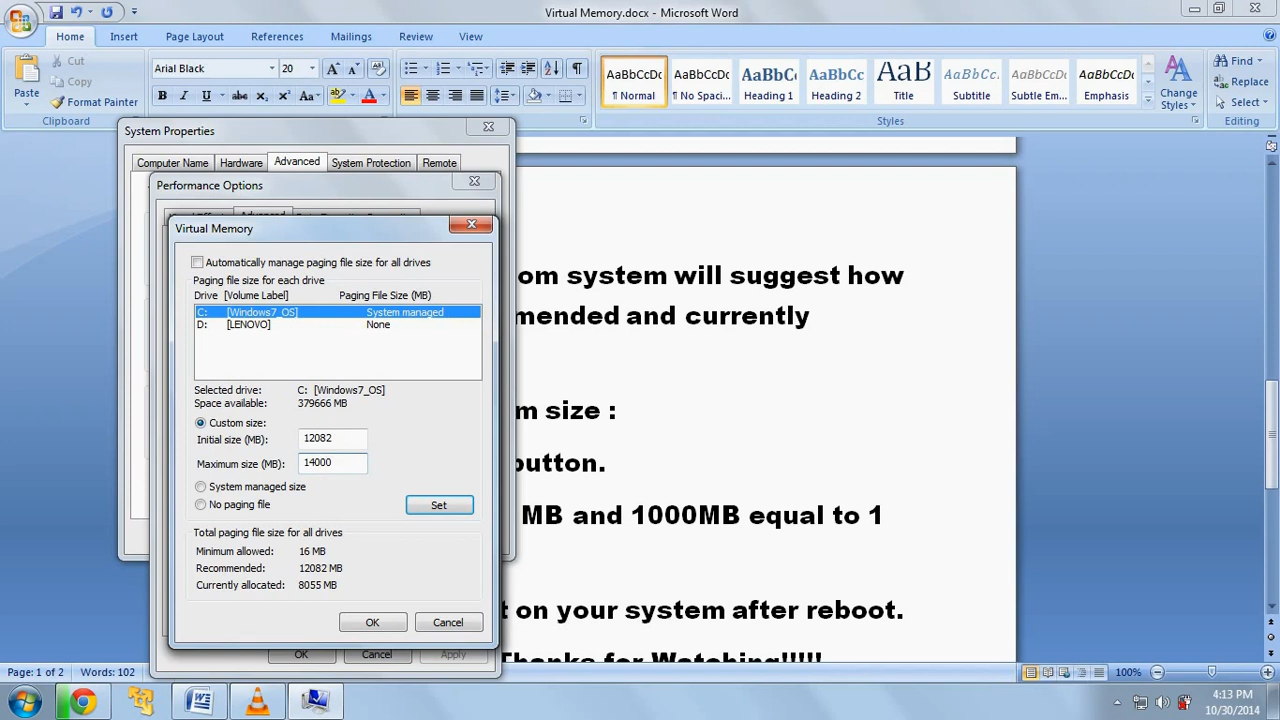 Virtual Memory.docx - Microsoft Word
Home Insert Page Layout References Mailings Review View
Cut
Copy
Format Painter
Paste
Clipboard
Arial Black 20
AaBbCcDc AaBbCcDc AaBbCc AaBbCc AaB AaBbCcDc AaBbCcDc AaBbCcDc
¶ Normal ¶ No Spaci... Heading 1 Heading 2 Title Subtitle Subtle Em... Emphasis
Change Styles
Styles
Find
Replace
Select
Editing
System Properties
Computer Name Hardware Advanced System Protection Remote
Performance Options
Virtual Memory
Automatically manage paging file size for all drives
Paging file size for each drive
Drive [Volume Label] Paging File Size (MB)
C: [Windows7_OS] System managed
D: [LENOVO] None
Selected drive: C: [Windows7_OS]
Space available: 379666 MB
Custom size:
Initial size (MB): 12082
Maximum size (MB): 14000
System managed size
No paging file
Set
Total paging file size for all drives
Minimum allowed: 16 MB
Recommended: 12082 MB
Currently allocated: 8055 MB
OK Cancel
OK Cancel Apply
om system will suggest how
mended and currently
m size :
button.
MB and 1000MB equal to 1
t on your system after reboot.
Thanks for Watching!!!!!
Page: 1 of 2 Words: 102
100%
4:13 PM
10/30/2014